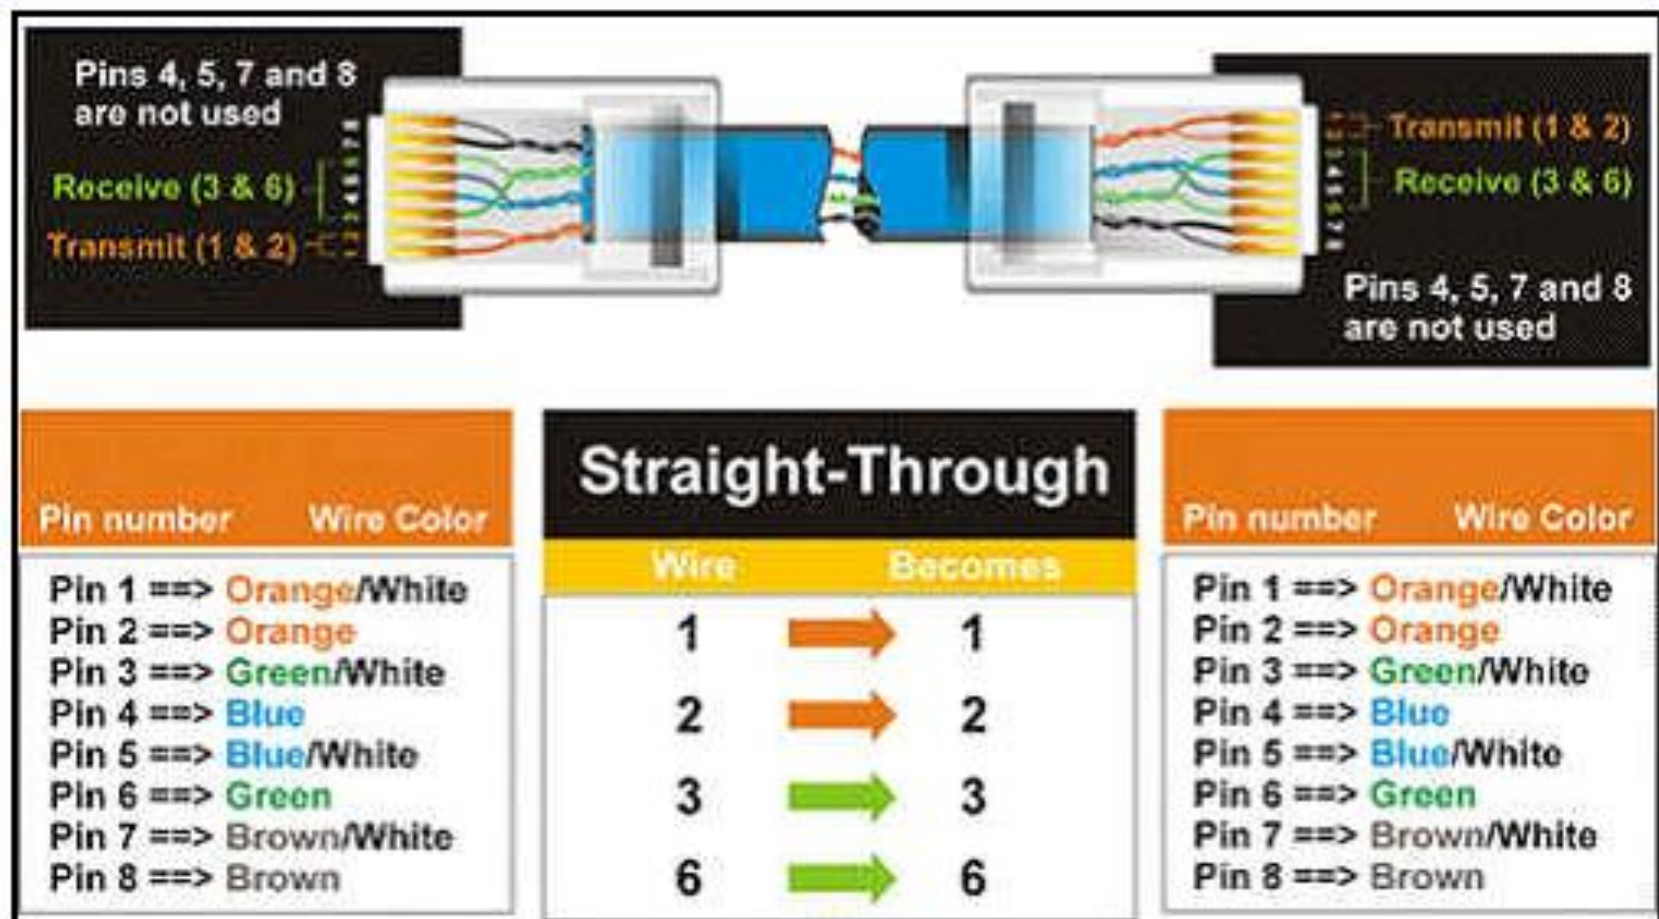 Pins 4, 5, 7 and 8
are not used
Receive (3 & 6)
Transmit (1 & 2)
Transmit (1 & 2)
Receive (3 & 6)
Pins 4, 5, 7 and 8
are not used
Pin number Wire Color
Pin 1 ==> Orange/White
Pin 2 ==> Orange
Pin 3 ==> Green/White
Pin 4 ==> Blue
Pin 5 ==> Blue/White
Pin 6 ==> Green
Pin 7 ==> Brown/White
Pin 8 ==> Brown
Straight-Through
Wire Becomes
1 1
2 2
3 3
6 6
Pin number Wire Color
Pin 1 ==> Orange/White
Pin 2 ==> Orange
Pin 3 ==> Green/White
Pin 4 ==> Blue
Pin 5 ==> Blue/White
Pin 6 ==> Green
Pin 7 ==> Brown/White
Pin 8 ==> Brown